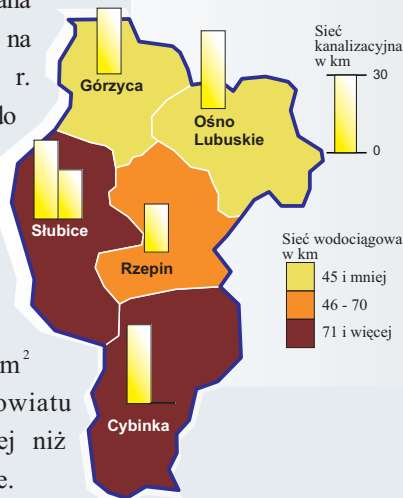 ana
na
r.
do
Górzyca
Ośno
Lubuskie
Słubice
Rzepin
Cybinka
Sieć
kanalizacyjna
w km
30
0
Sieć wodociągowa
w km
45 i mniej
46 - 70
71 i więcej
m²
owiatu
ej niż
e.